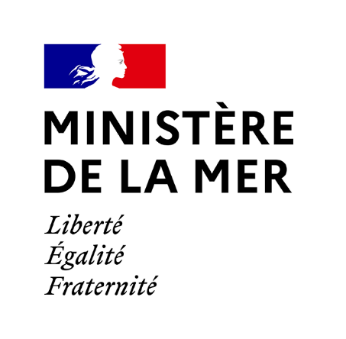 MINISTÈRE
DE LA MER
Liberté
Égalité
Fraternité